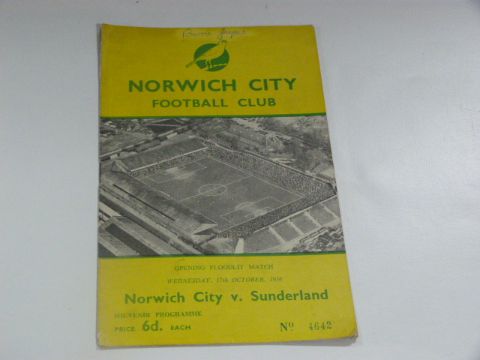 NORWICH CITY
FOOTBALL CLUB
OPENING FLOODLIT MATCH
WEDNESDAY, 17th OCTOBER, 1956
Norwich City v. Sunderland
SOUVENIR PROGRAMME
PRICE 6d. EACH
Nº 4642